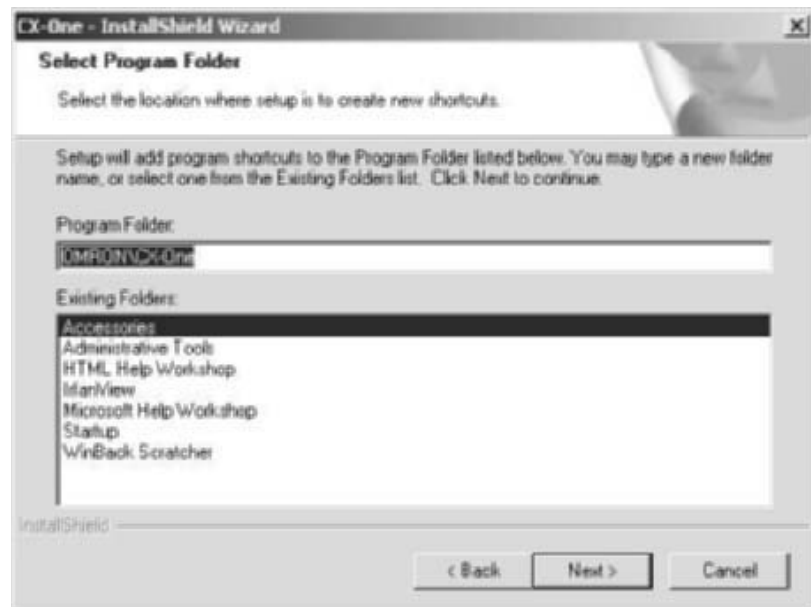 CX-One - InstallShield Wizard
Select Program Folder
Select the location where setup is to create new shortcuts.
Setup will add program shortcuts to the Program Folder listed below. You may type a new folder
name, or select one from the Existing Folders list. Click Next to continue.
Program Folder:
OMRON\CX-One
Existing Folders:
Accessories
Administrative Tools
HTML Help Workshop
IrfanView
Microsoft Help Workshop
Startup
WinBack Scratcher
InstallShield
< Back
Next >
Cancel